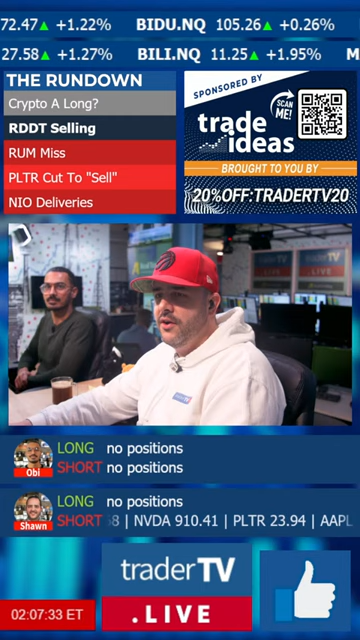 72.47 ▲ +1.22% BIDU.NQ 105.26 ▲ +0.26%
27.58 ▲ +1.27% BILI.NQ 11.25 ▲ +1.95% M
THE RUNDOWN
Crypto A Long?
RDDT Selling
RUM Miss
PLTR Cut To "Sell"
NIO Deliveries
SPONSORED BY
SCAN ME!
trade ideas
BROUGHT TO YOU BY
20%OFF:TRADERTV20
traderTV
.LIVE
LONG no positions
SHORT no positions
Obi
LONG no positions
SHORT 58 | NVDA 910.41 | PLTR 23.94 | AAPL
Shawn
traderTV
.LIVE
02:07:33 ET